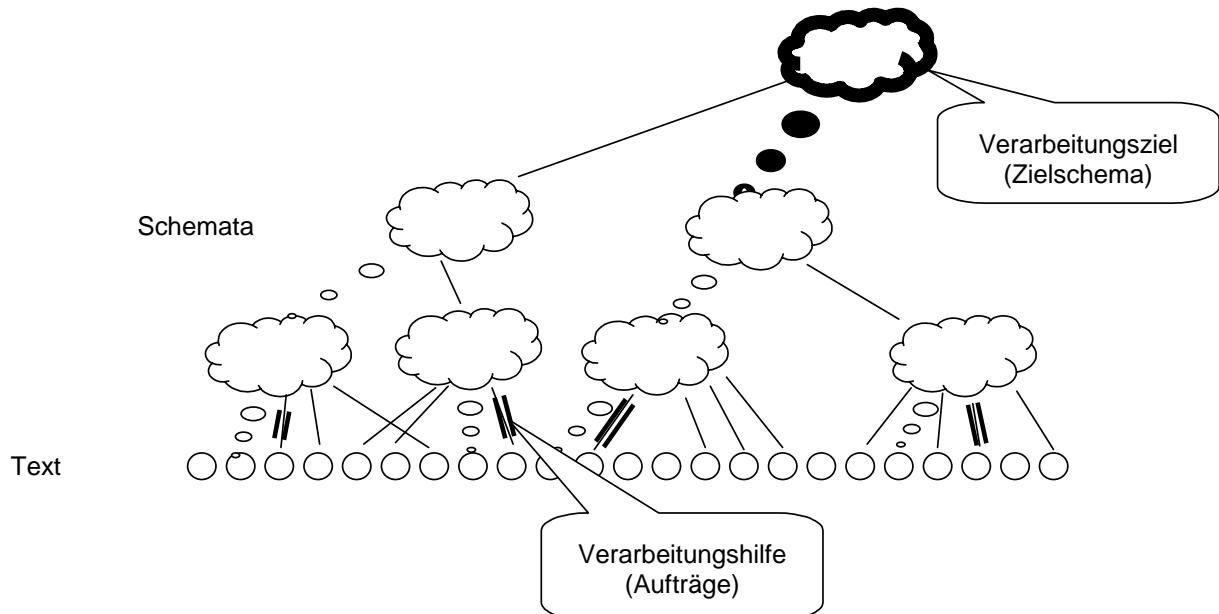 Verarbeitungsziel
(Zielschema)
Schemata
Text
Verarbeitungshilfe
(Aufträge)